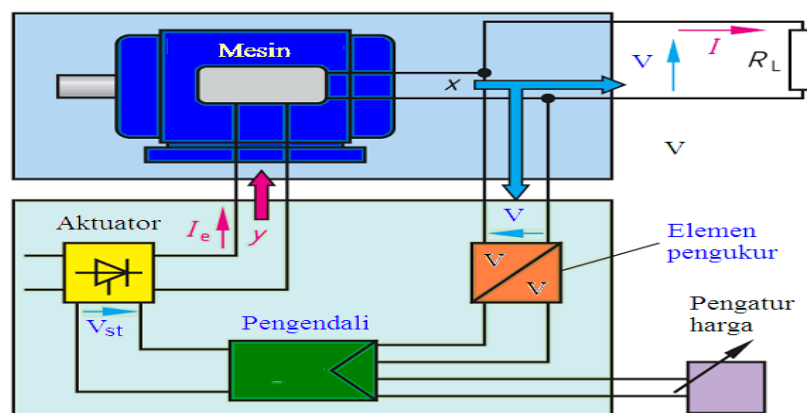 Mesin
I
V
x
R L
V
Aktuator
I e
y
V
Elemen
pengukur
V
V
V st
Pengendali
Pengatur
harga